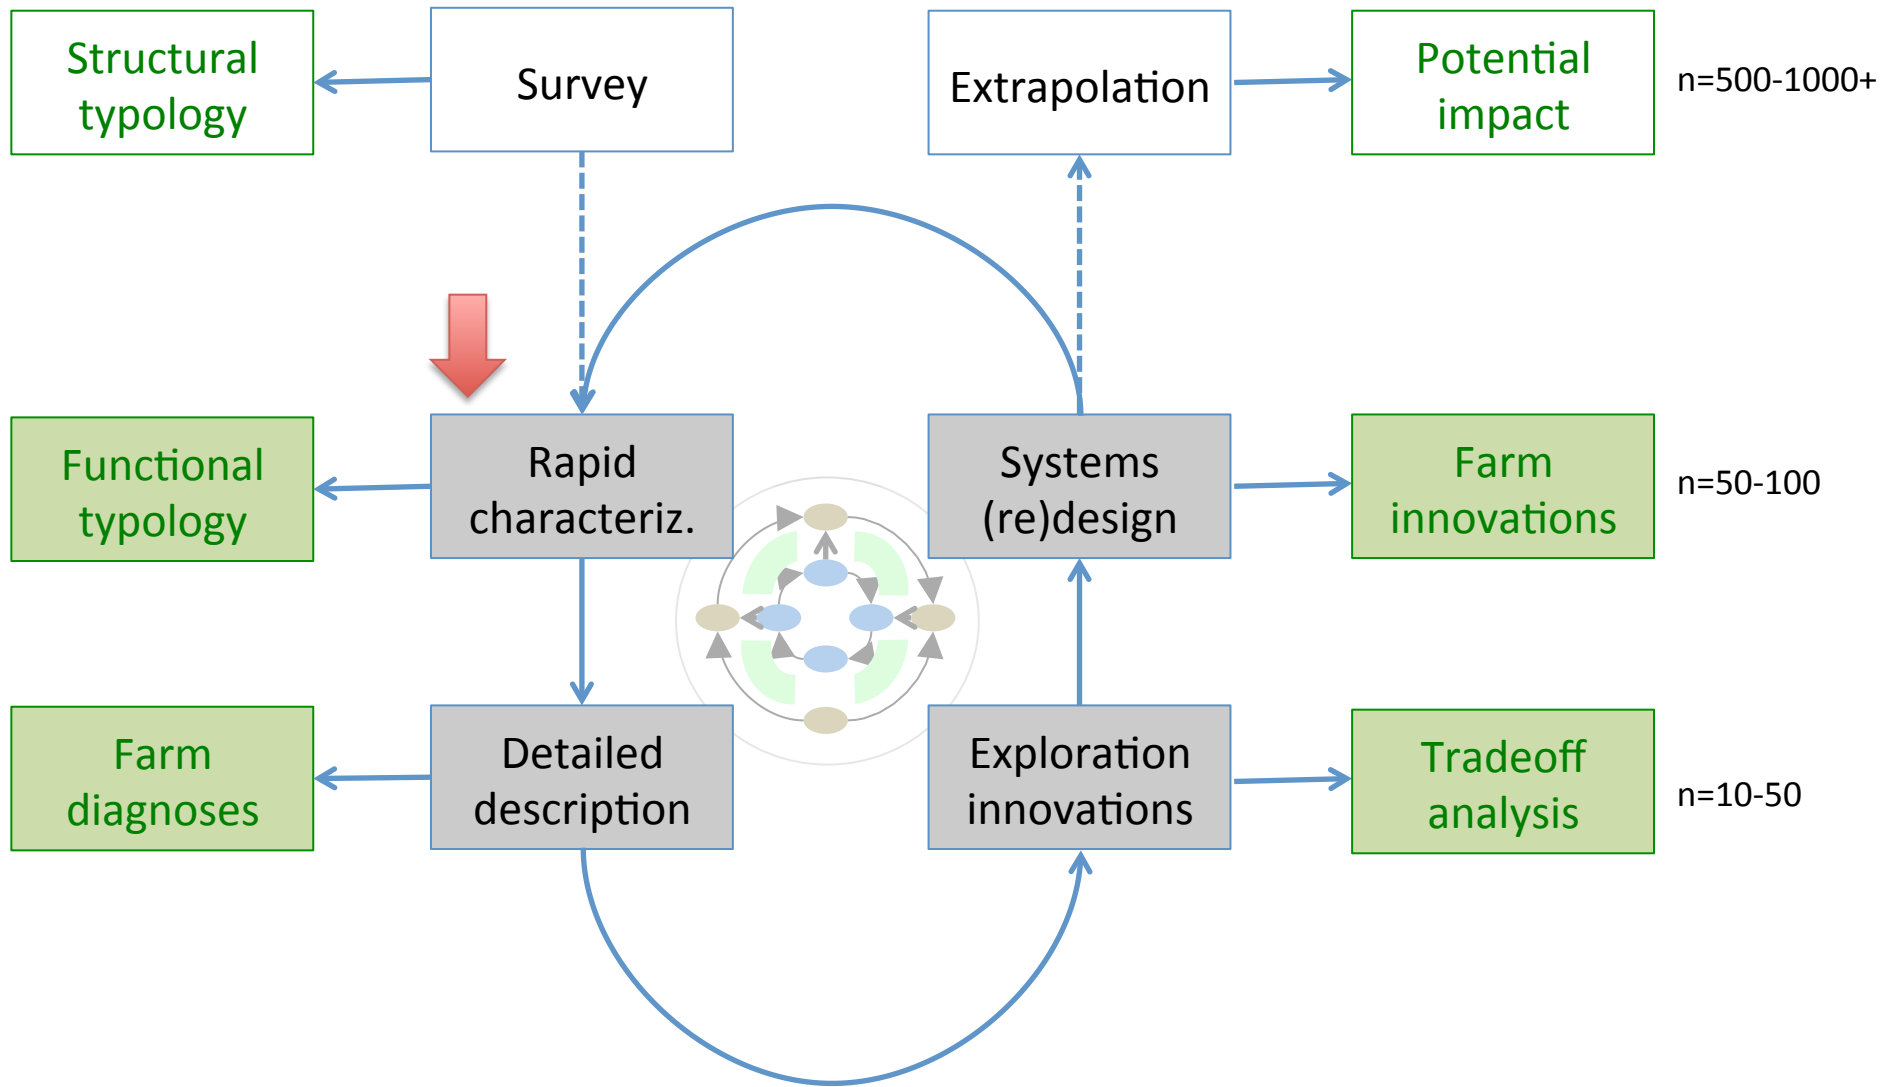 Structural
typology
Survey
Extrapolation
Potential
impact
n=500-1000+
Functional
typology
Rapid
characteriz.
Systems
(re)design
Farm
innovations
n=50-100
Farm
diagnoses
Detailed
description
Exploration
innovations
Tradeoff
analysis
n=10-50